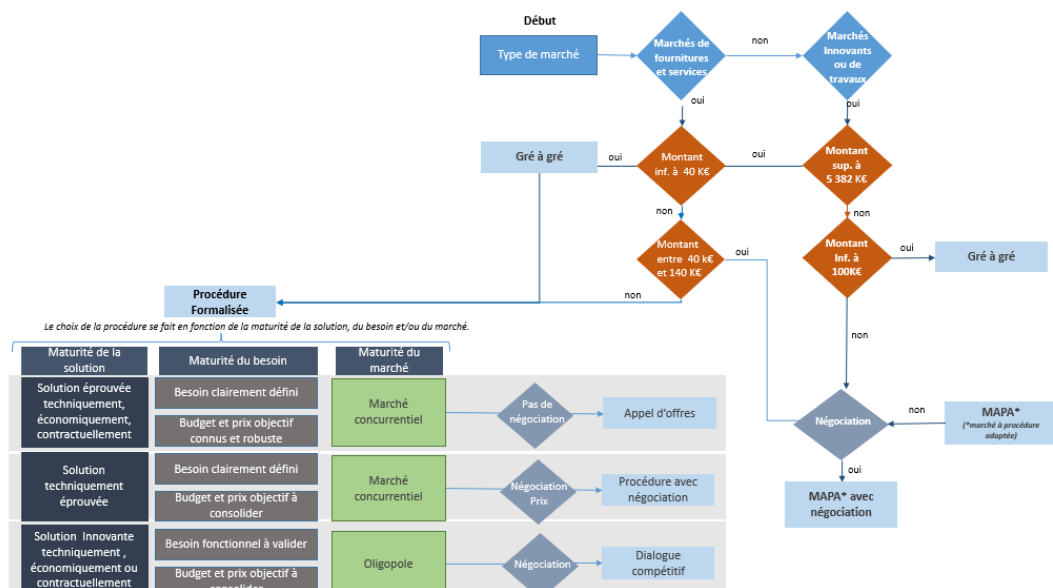 Début
Type de marché
Marchés de
fournitures
et services
non
Marchés
Innovants
ou de
travaux
oui
oui
Gré à gré
oui
Montant
inf. à 40 K€
oui
Montant
sup. à
5 382 K€
non
non
Montant
entre 40 k€
et 140 K€
oui
Montant
Inf. à
100K€
oui
Gré à gré
non
Procédure
Formalisée
Le choix de la procédure se fait en fonction de la maturité de la solution, du besoin et/ou du marché.
non
Maturité de la
solution
Maturité du besoin
Maturité du
marché
Solution éprouvée
techniquement,
économiquement,
contractuellement
Besoin clairement défini
Budget et prix objectif
connus et robuste
Marché
concurrentiel
Pas de
négociation
Appel d'offres
Négociation
non
MAPA*
(*marché à procédure
adaptée)
oui
MAPA* avec
négociation
Solution
techniquement
éprouvée
Besoin clairement défini
Budget et prix objectif à
consolider
Marché
concurrentiel
Négociation
Prix
Procédure avec
négociation
Solution Innovante
techniquement ,
économiquement ou
contractuellement
Besoin fonctionnel à valider
Budget et prix objectif à
consolider
Oligopole
Négociation
Dialogue
compétitif